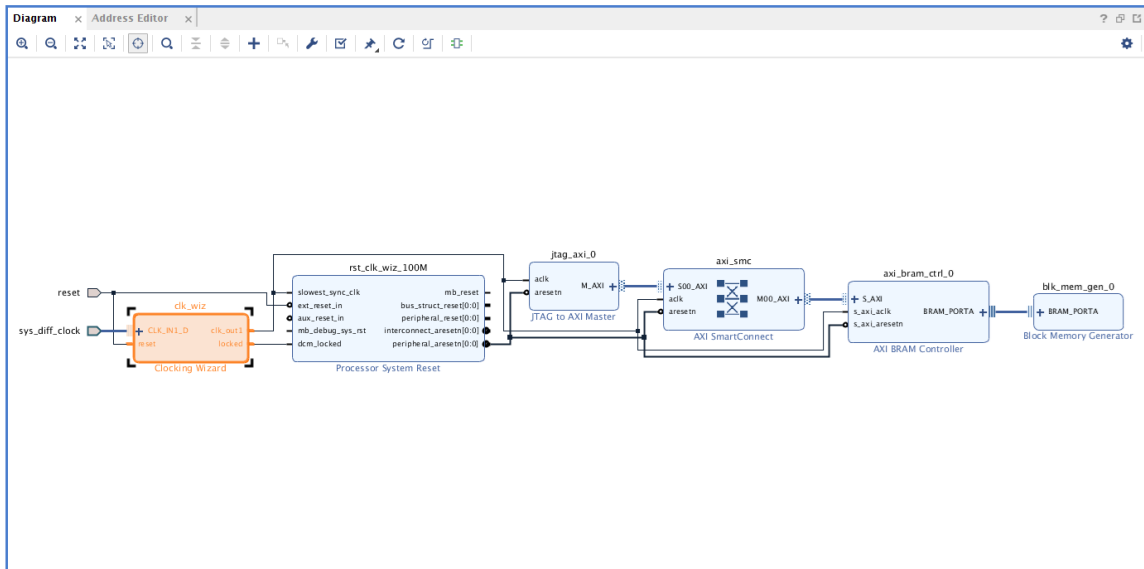 Diagram
Address Editor
reset
sys_diff_clock
clk_wiz
CLK_IN1_D
reset
clk_out1
locked
Clocking Wizard
rst_clk_wiz_100M
slowest_sync_clk
ext_reset_in
aux_reset_in
mb_debug_sys_rst
dcm_locked
mb_reset
bus_struct_reset[0:0]
peripheral_reset[0:0]
interconnect_aresetn[0:0]
peripheral_aresetn[0:0]
Processor System Reset
jtag_axi_0
aclk
aresetn
M_AXI
JTAG to AXI Master
axi_smc
S00_AXI
aclk
aresetn
M00_AXI
AXI SmartConnect
axi_bram_ctrl_0
S_AXI
s_axi_aclk
s_axi_aresetn
BRAM_PORTA
AXI BRAM Controller
blk_mem_gen_0
BRAM_PORTA
Block Memory Generator